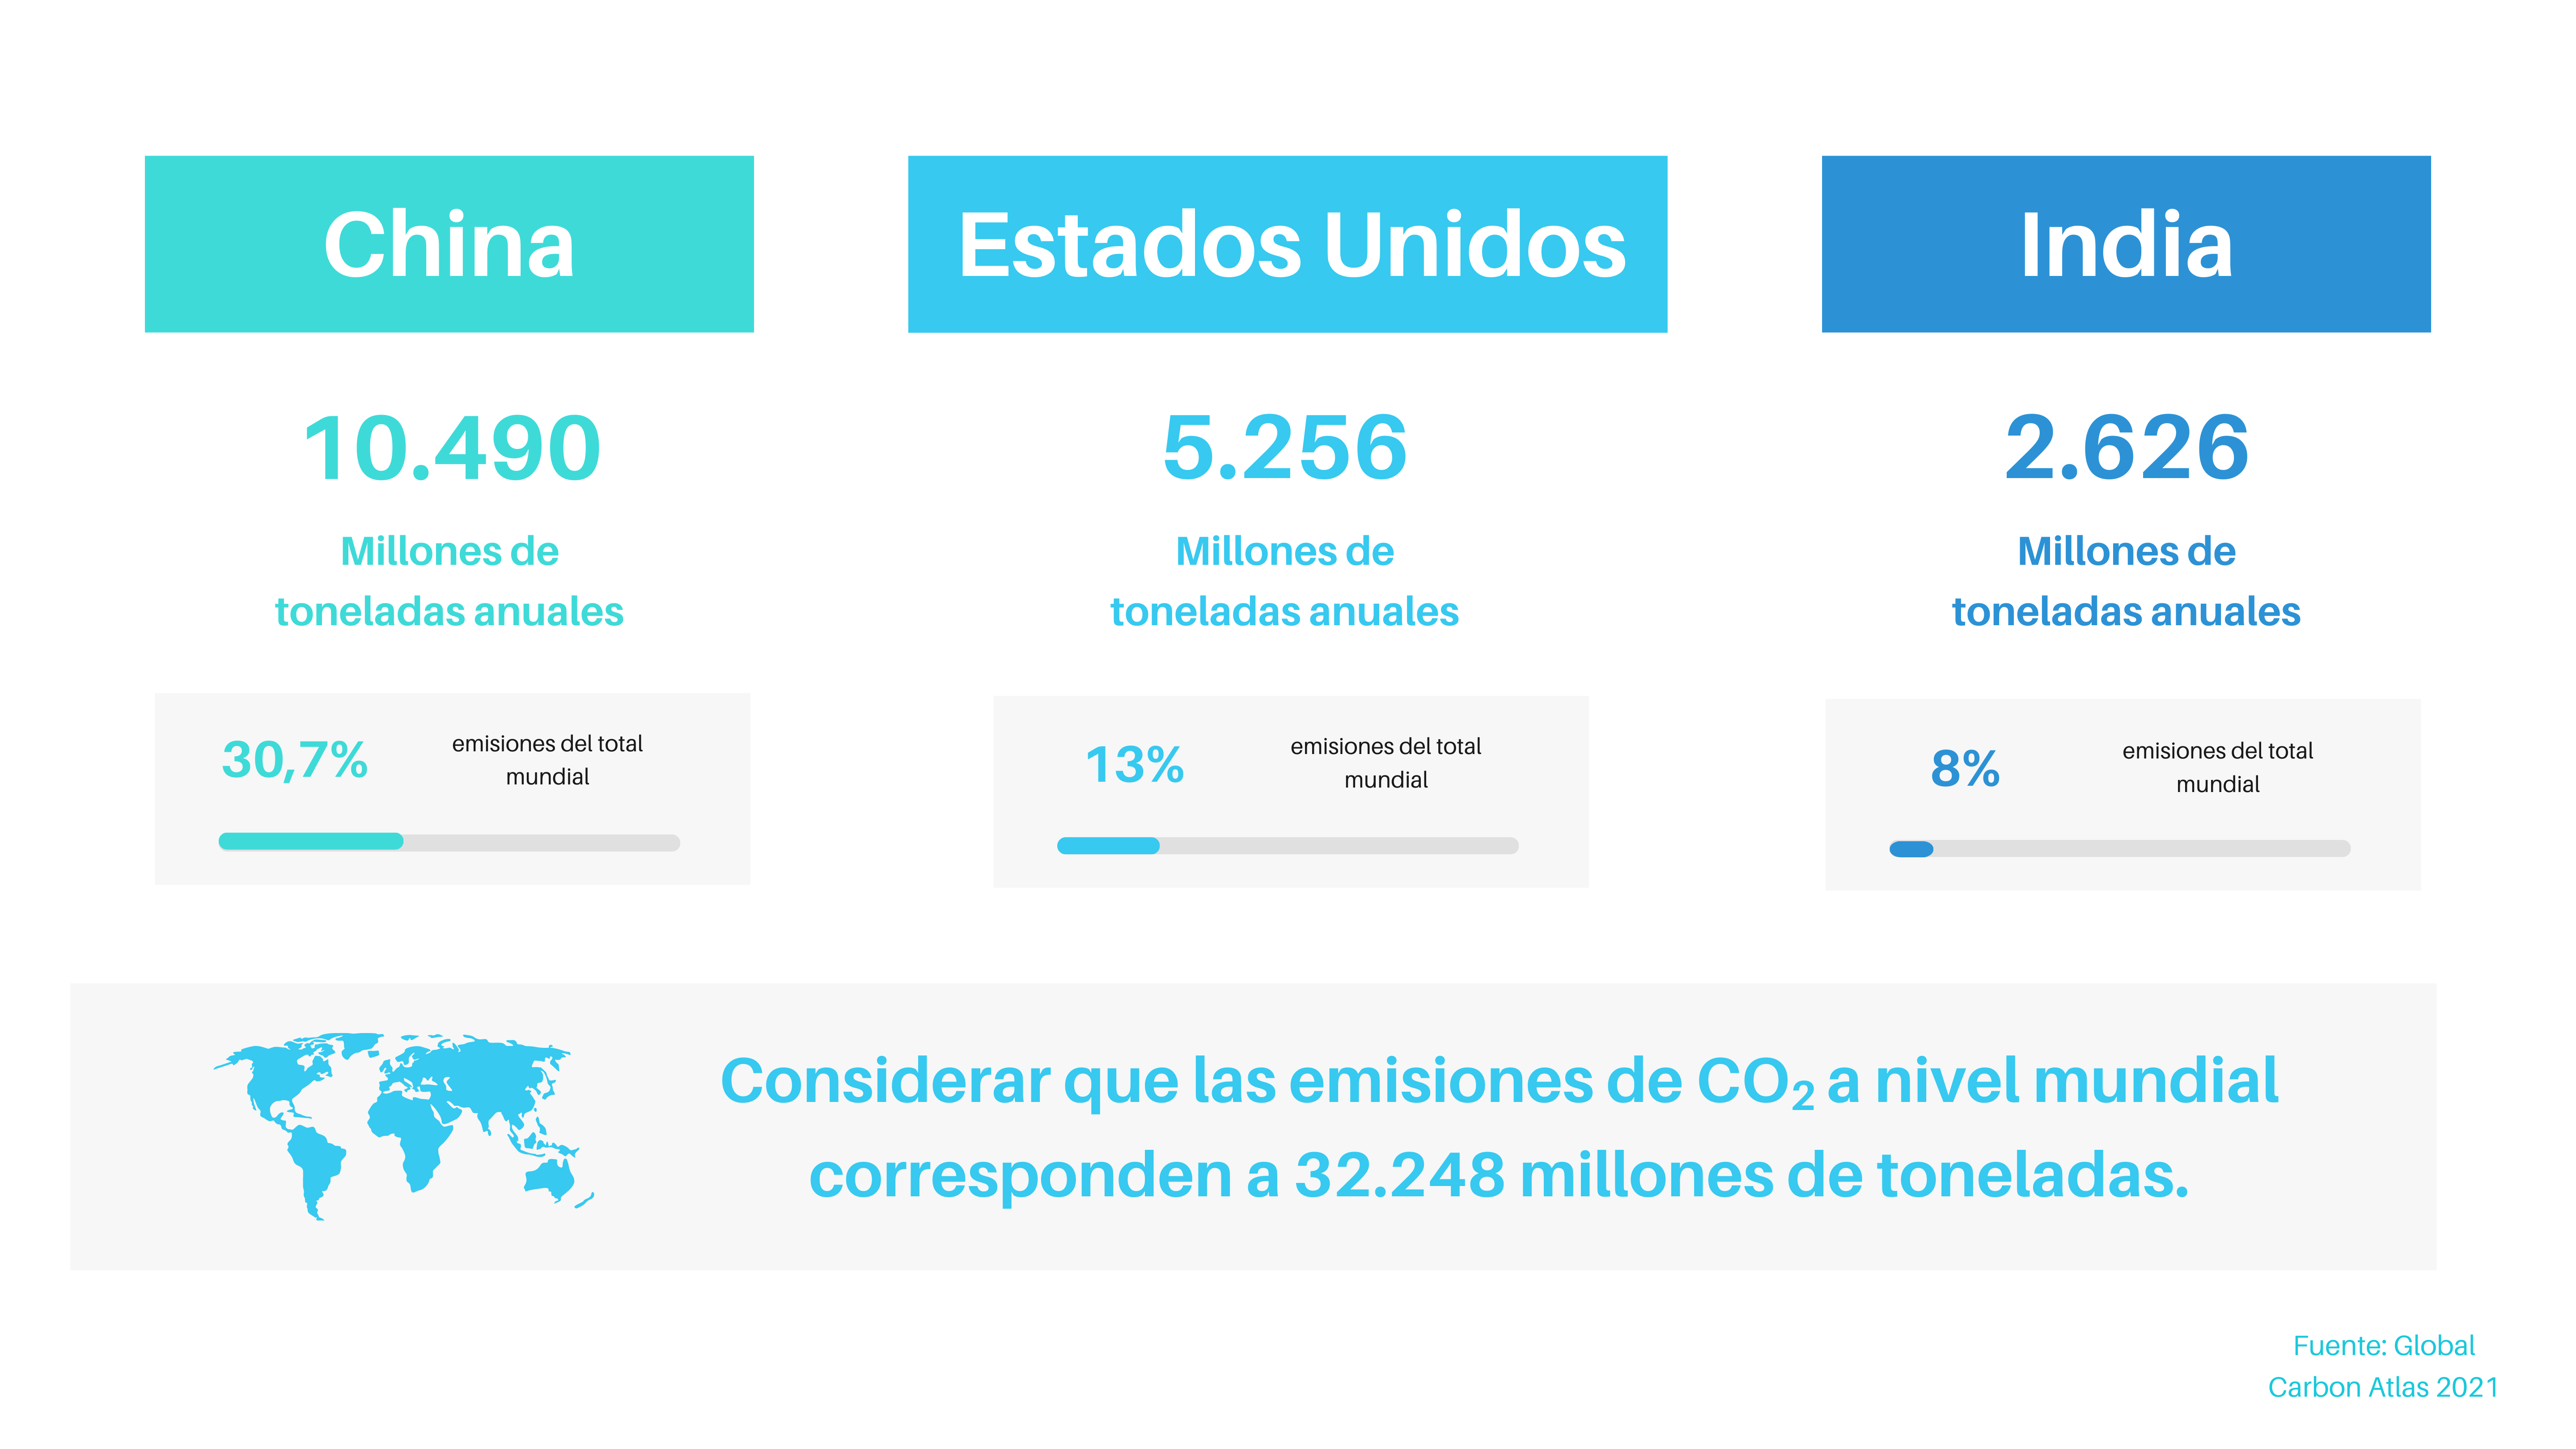 China
10.490
Millones de
toneladas anuales
30,7%
emisiones del total
mundial
Estados Unidos
5.256
Millones de
toneladas anuales
13%
emisiones del total
mundial
India
2.626
Millones de
toneladas anuales
8%
emisiones del total
mundial
Considerar que las emisiones de CO₂ a nivel mundial
corresponden a 32.248 millones de toneladas.
Fuente: Global
Carbon Atlas 2021